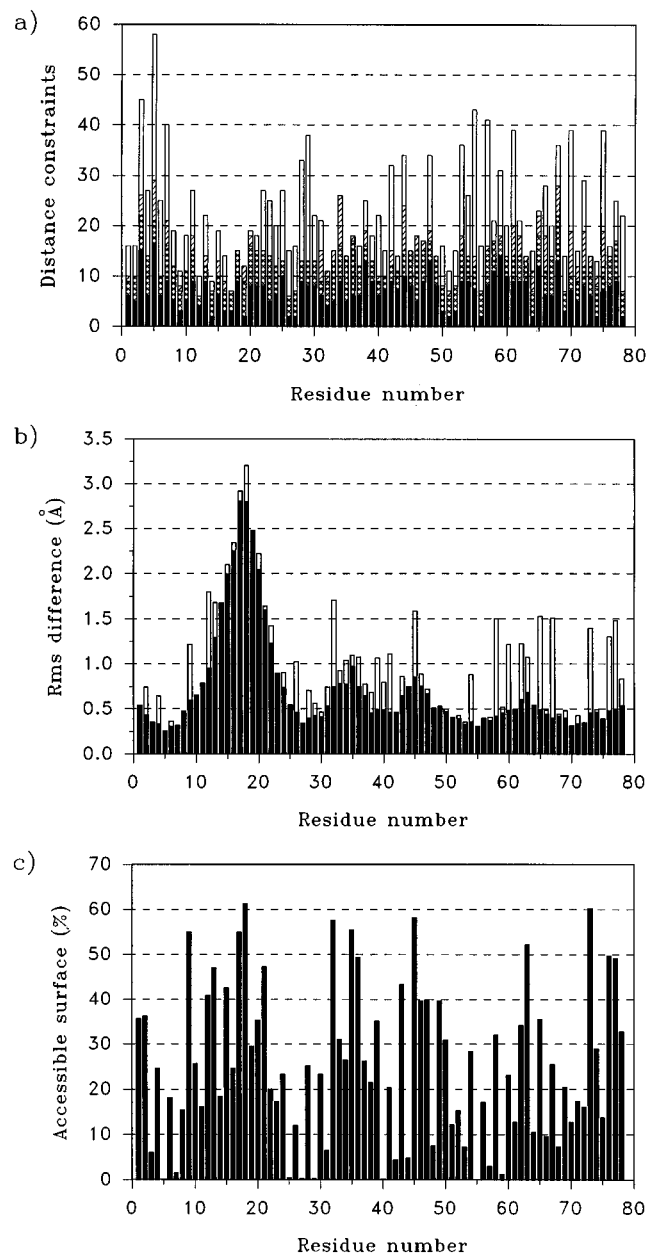 a)
Distance constraints
60
50
40
30
20
10
0
0 10 20 30 40 50 60 70 80
Residue number
b)
Rms difference (Å)
3.5
3.0
2.5
2.0
1.5
1.0
0.5
0.0
0 10 20 30 40 50 60 70 80
Residue number
c)
Accessible surface (%)
70
60
50
40
30
20
10
0
0 10 20 30 40 50 60 70 80
Residue number